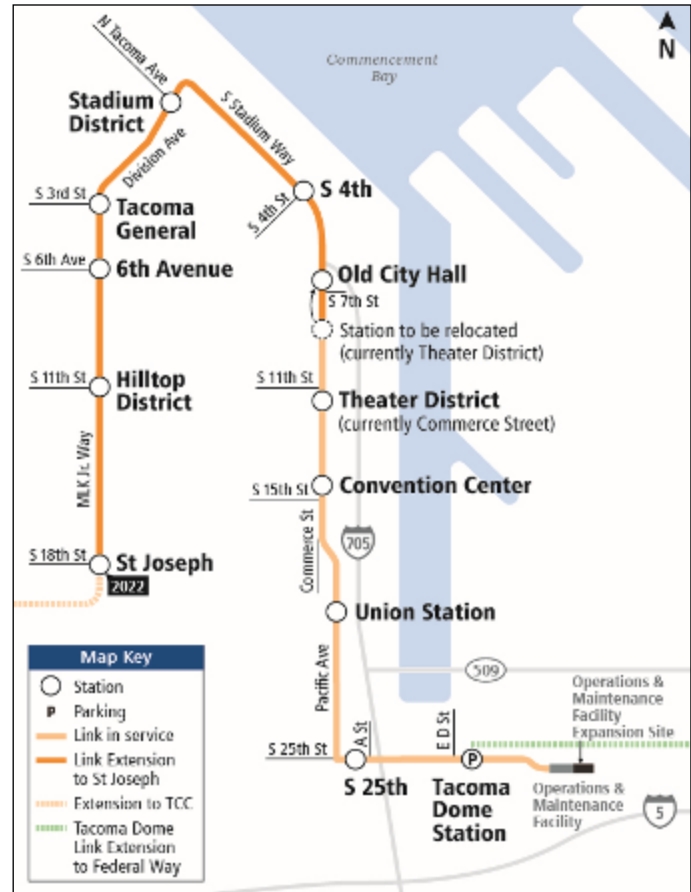 N
Commencement
Bay
N Tacoma Ave
Stadium
District
S Stadium Way
Division Ave
S 3rd St
Tacoma
General
S 4th
S 4th St
S 6th Ave
6th Avenue
Old City Hall
S 7th St
Station to be relocated
(currently Theater District)
S 11th St
Hilltop
District
S 11th St
Theater District
(currently Commerce Street)
MLK Jr. Way
S 15th St
Convention Center
Commerce St
705
S 18th St
St Joseph
2022
Union Station
Pacific Ave
509
Operations &
Maintenance
Facility
Expansion Site
S 25th St
A St
E D St
P
S 25th
Tacoma
Dome
Station
Operations &
Maintenance
Facility
5
Map Key
Station
P
Parking
Link in service
Link Extension
to St Joseph
Extension to TCC
Tacoma Dome
Link Extension
to Federal Way